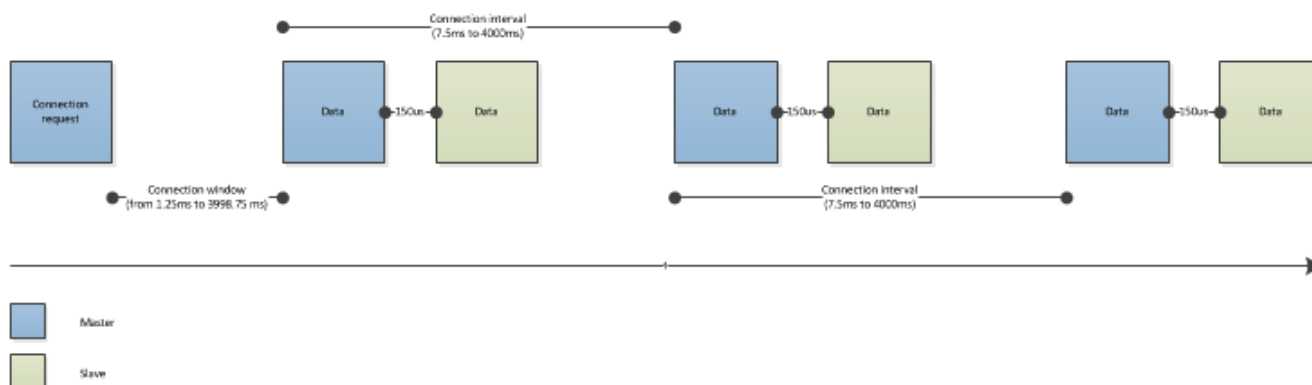 Connection interval
(7.5ms to 4000ms)
Connection
request
Data
150us
Data
Data
150us
Data
Data
150us
Data
Connection window
(from 1.25ms to 3998.75 ms)
Connection interval
(7.5ms to 4000ms)
t
Master
Slave